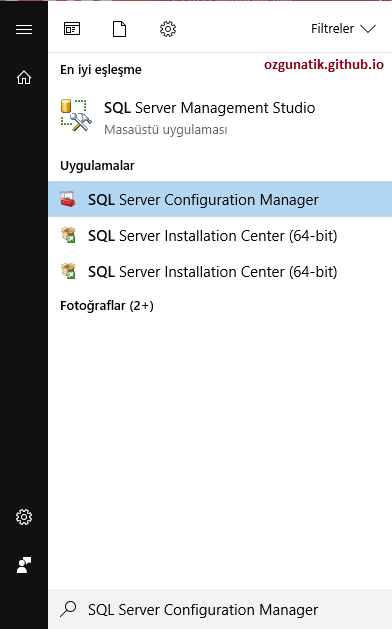 Filtreler
En iyi eşleşme
ozgunatik.github.io
SQL Server Management Studio
Masaüstü uygulaması
Uygulamalar
SQL Server Configuration Manager
SQL Server Installation Center (64-bit)
SQL Server Installation Center (64-bit)
Fotoğraflar (2+)
SQL Server Configuration Manager